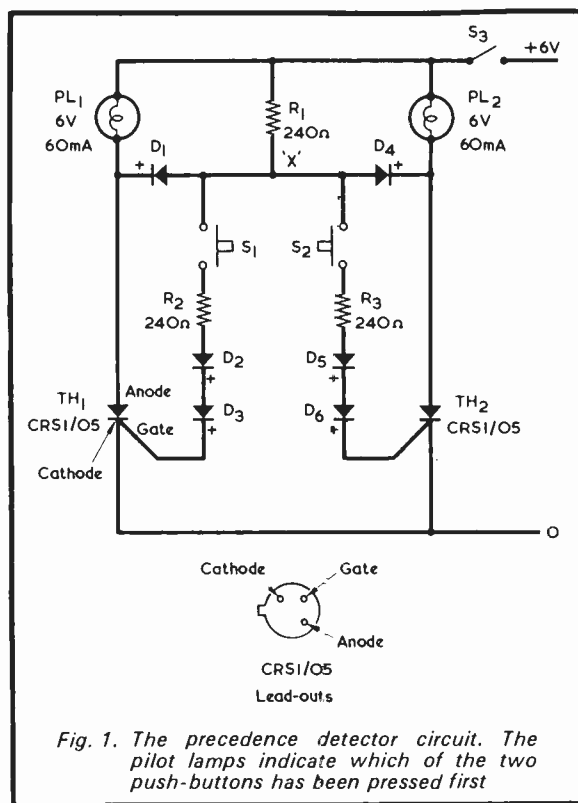 S3
+6V
PL1
6V
60mA
R1
240Ω
'X'
PL2
6V
60mA
D1
+
D4
+
S1
S2
R2
240Ω
R3
240Ω
D2
+
D5
+
D3
+
D6
+
TH1
CRS1/05
Anode
Gate
Cathode
TH2
CRS1/05
O
Cathode
Gate
Anode
CRS1/05
Lead-outs
Fig. 1. The precedence detector circuit. The
pilot lamps indicate which of the two
push-buttons has been pressed first